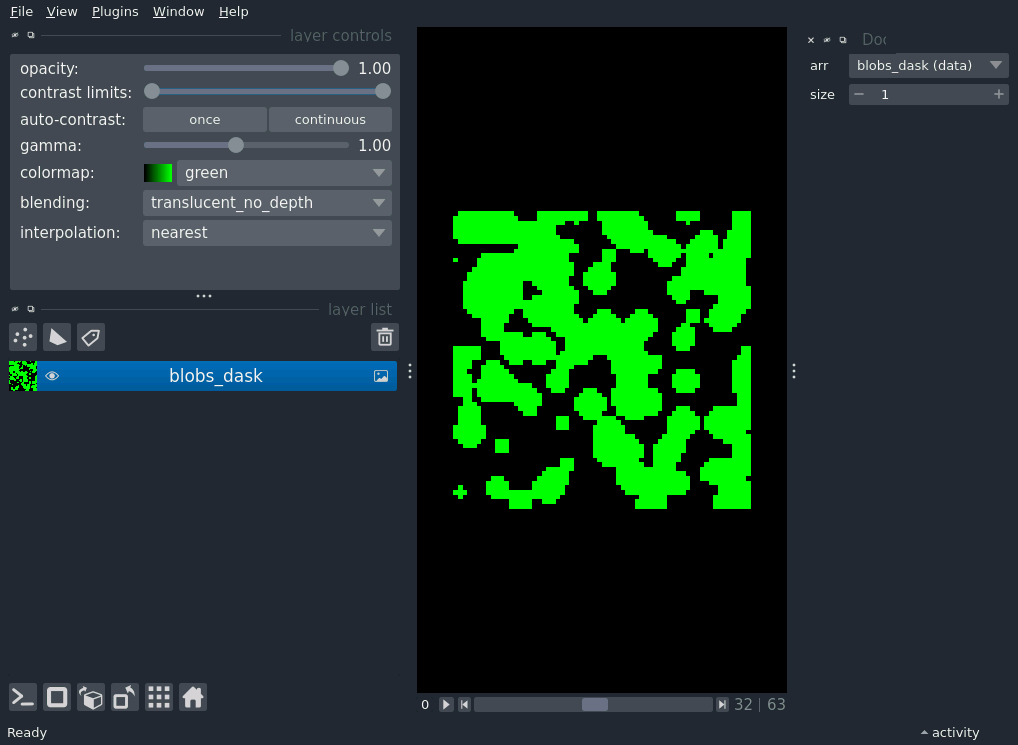 File View Plugins Window Help
layer controls
opacity: 1.00
contrast limits:
auto-contrast: once continuous
gamma: 1.00
colormap: green
blending: translucent_no_depth
interpolation: nearest
layer list
blobs_dask
arr blobs_dask (data)
size 1
0 32 | 63
Ready activity